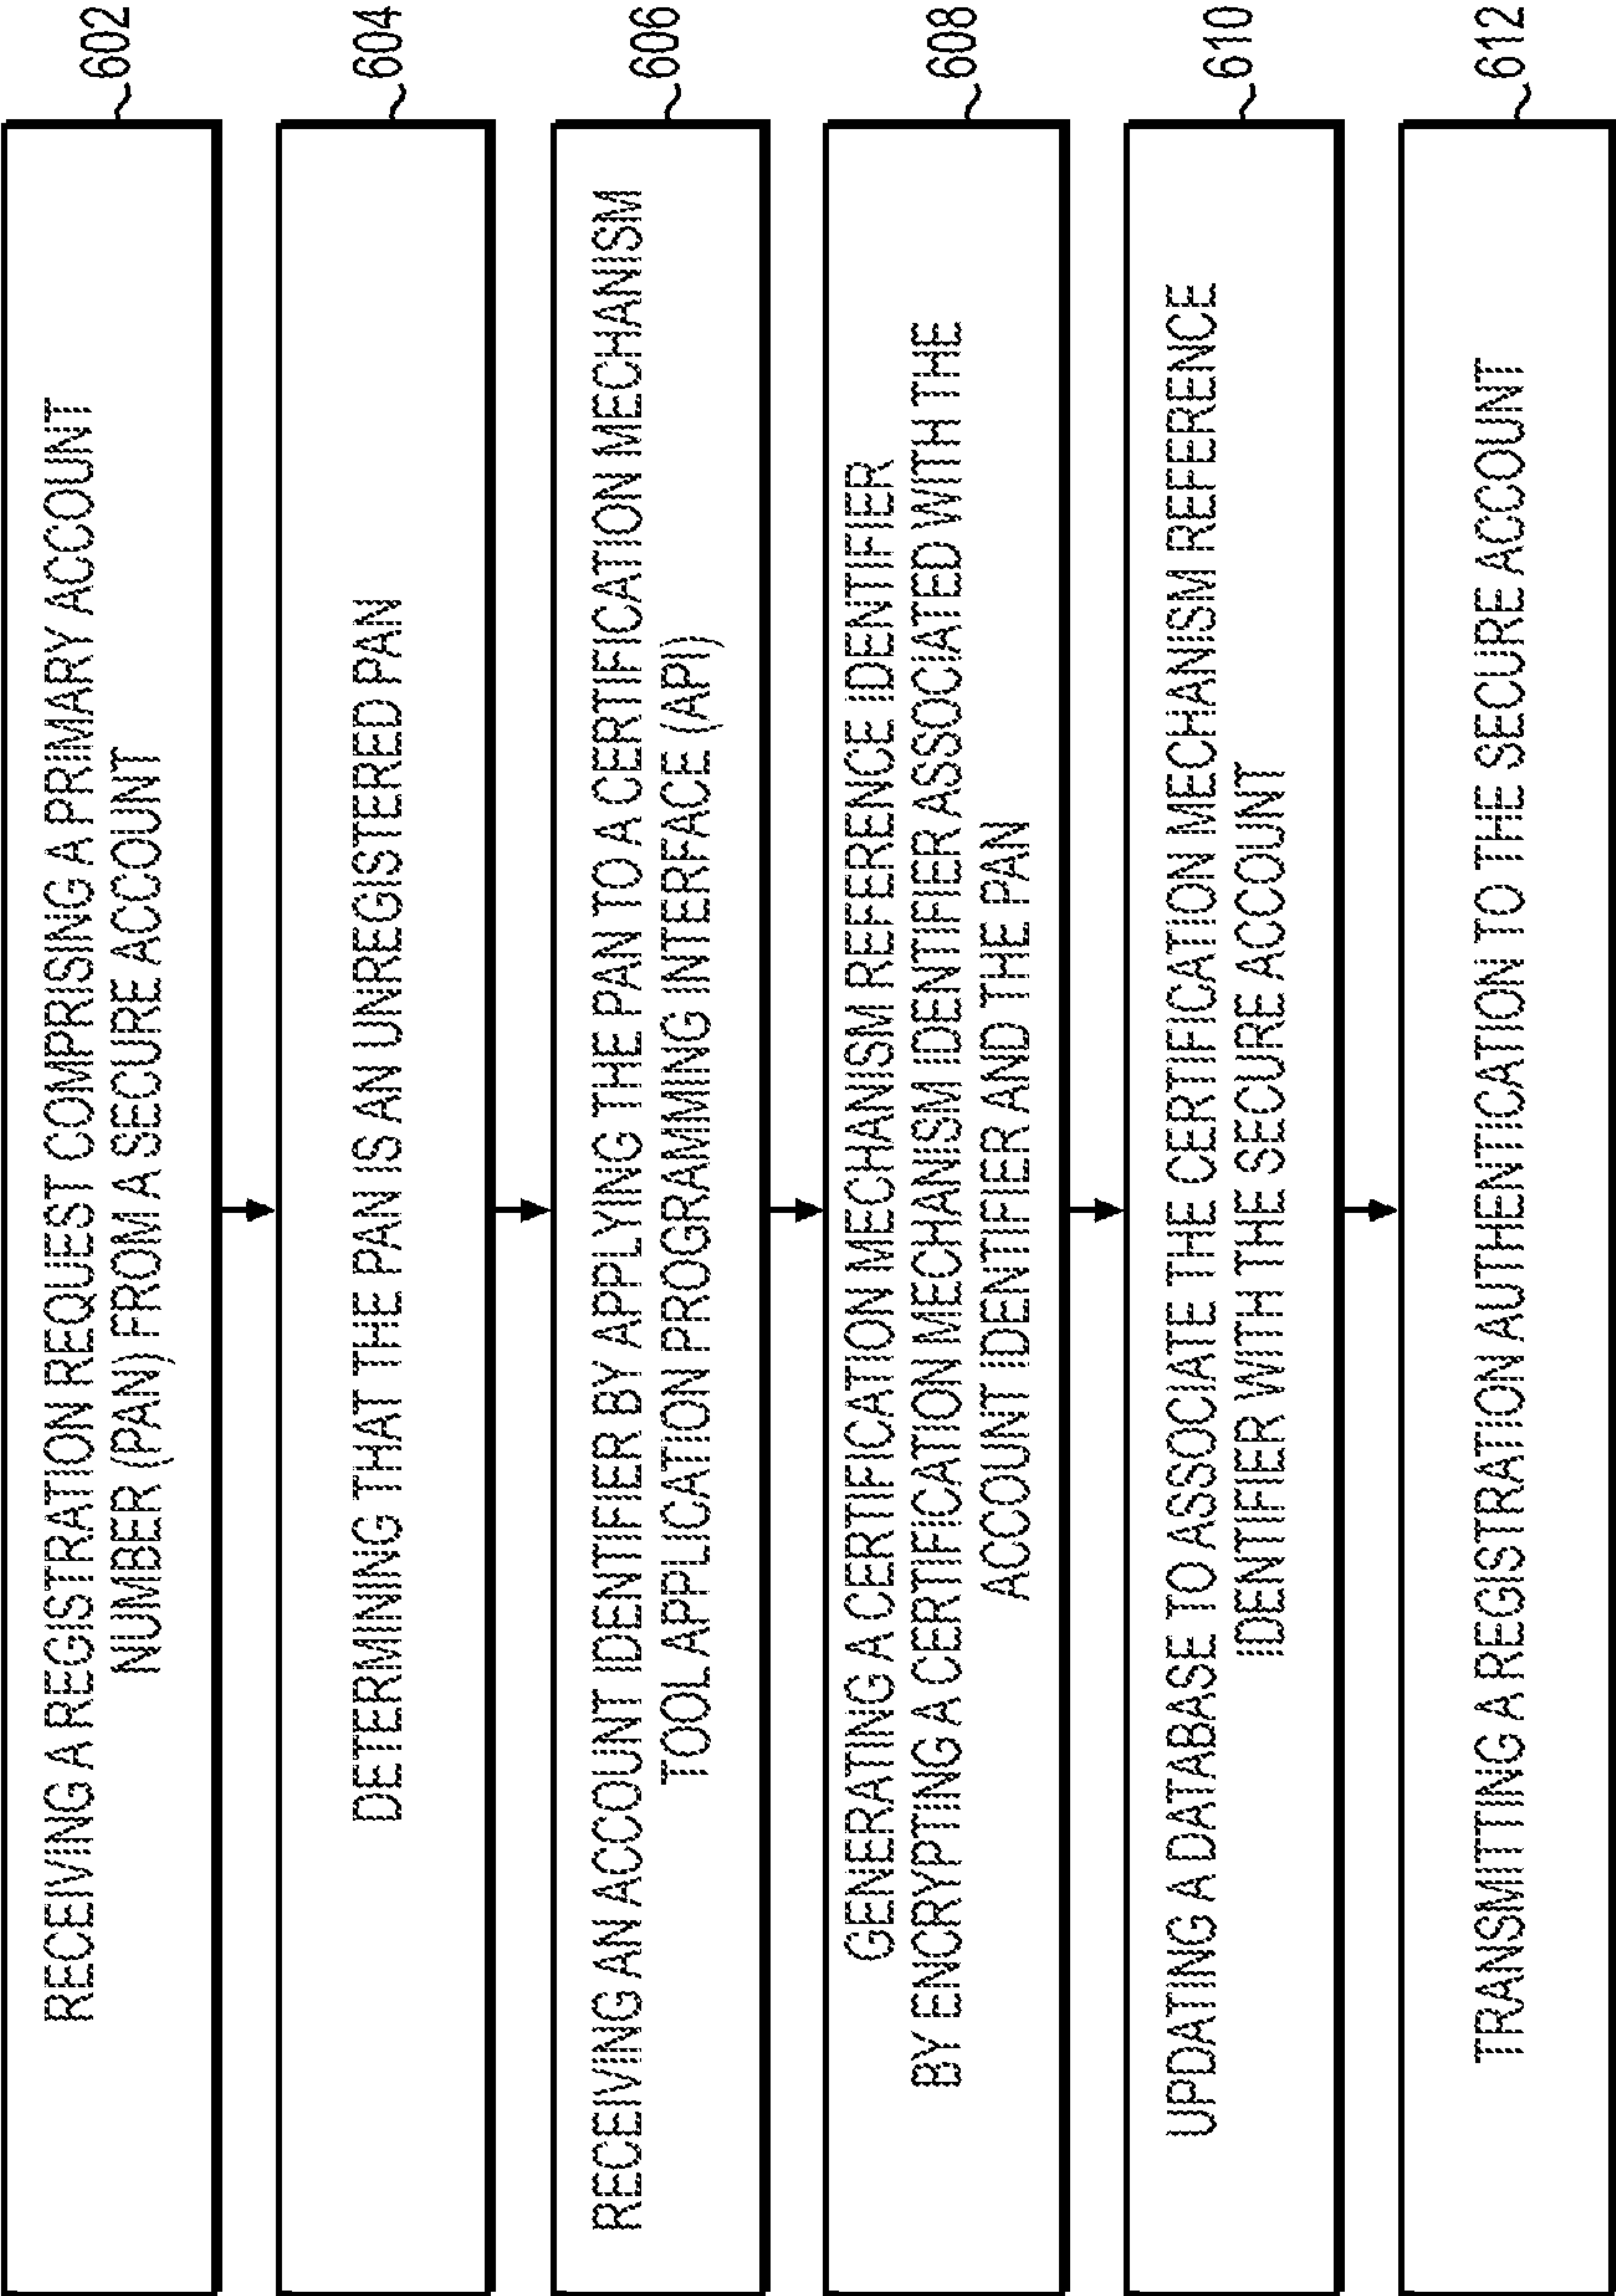 RECEIVING A REGISTRATION REQUEST COMPRISING A PRIMARY ACCOUNT
NUMBER (PAN) FROM A SECURE ACCOUNT
602
DETERMINING THAT THE PAN IS AN UNREGISTERED PAN
604
RECEIVING AN ACCOUNT IDENTIFIER BY APPLYING THE PAN TO A CERTIFICATION MECHANISM
TOOL APPLICATION PROGRAMMING INTERFACE (API)
606
GENERATING A CERTIFICATION MECHANISM REFERENCE IDENTIFIER
BY ENCRYPTING A CERTIFICATION MECHANISM IDENTIFIER ASSOCIATED WITH THE
ACCOUNT IDENTIFIER AND THE PAN
608
UPDATING A DATABASE TO ASSOCIATE THE CERTIFICATION MECHANISM REFERENCE
IDENTIFIER WITH THE SECURE ACCOUNT
610
TRANSMITTING A REGISTRATION AUTHENTICATION TO THE SECURE ACCOUNT
612